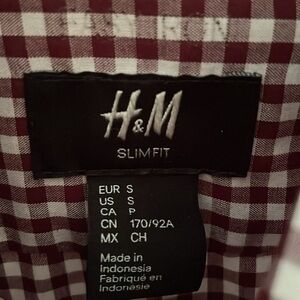 H&M
SLIM FIT
EUR S
US S
CA P
CN 170/92A
MX CH
Made in
Indonesia
Fabriqué en
Indonésie